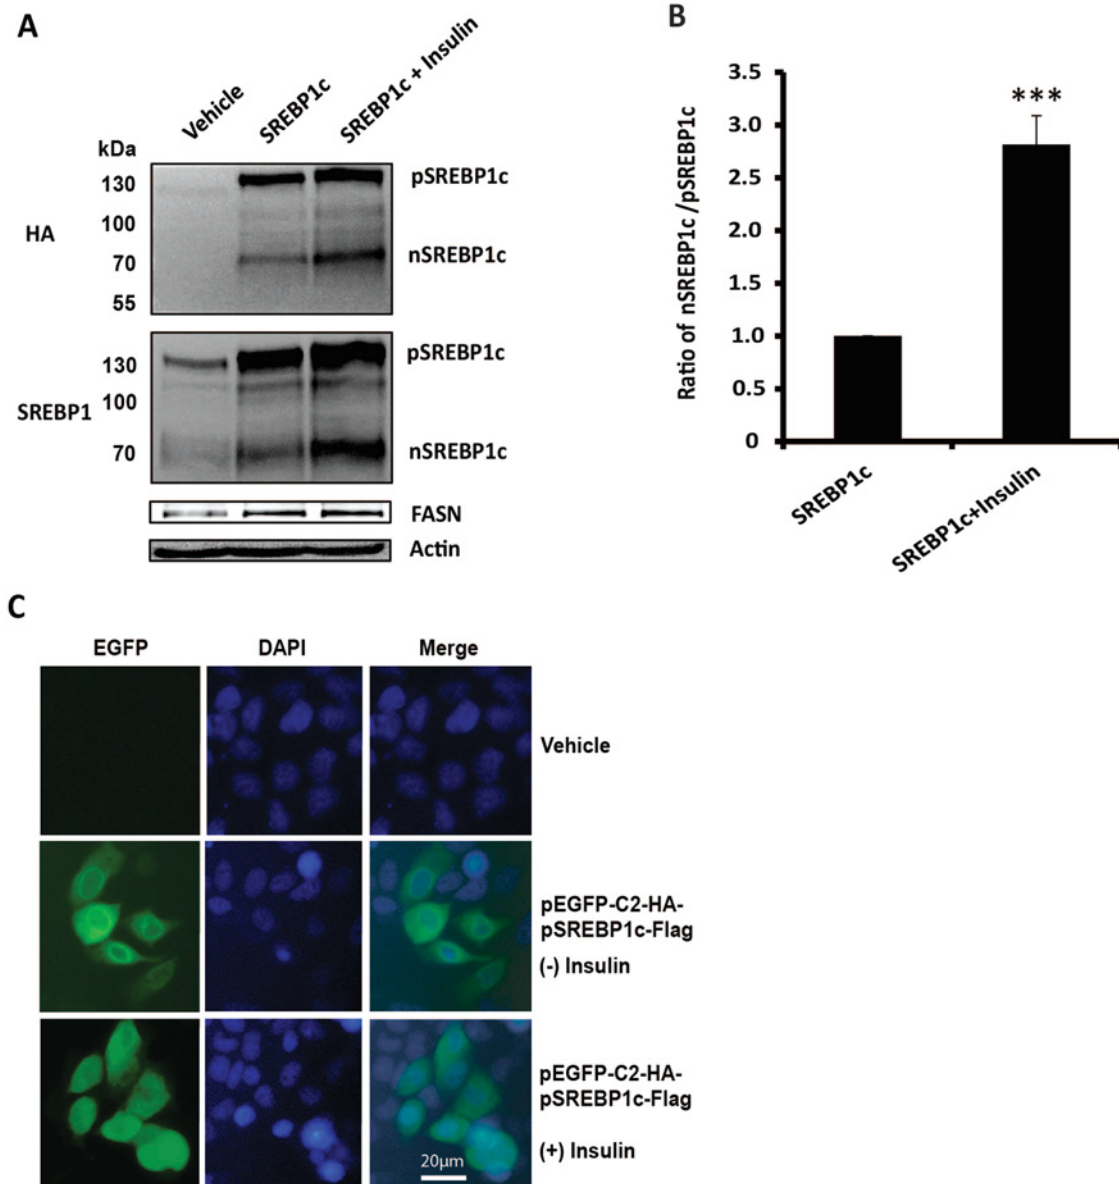 A
Vehicle
SREBP1c
SREBP1c + Insulin
kDa
130
100
70
55
HA
pSREBP1c
nSREBP1c
130
100
70
SREBP1
pSREBP1c
nSREBP1c
FASN
Actin
B
Ratio of nSREBP1c /pSREBP1c
3.5
3.0
2.5
2.0
1.5
1.0
0.5
0
***
SREBP1c
SREBP1c+Insulin
C
EGFP DAPI Merge
Vehicle
pEGFP-C2-HA-
pSREBP1c-Flag
(-) Insulin
pEGFP-C2-HA-
pSREBP1c-Flag
(+) Insulin
20µm